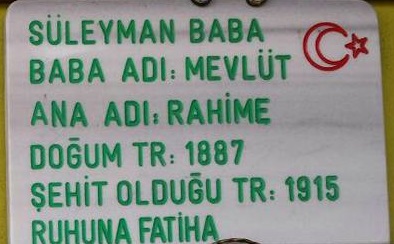 SÜLEYMAN BABA
BABA ADI: MEVLÜT
ANA ADI: RAHİME
DOĞUM TR: 1887
ŞEHİT OLDUĞU TR: 1915
RUHUNA FATİHA